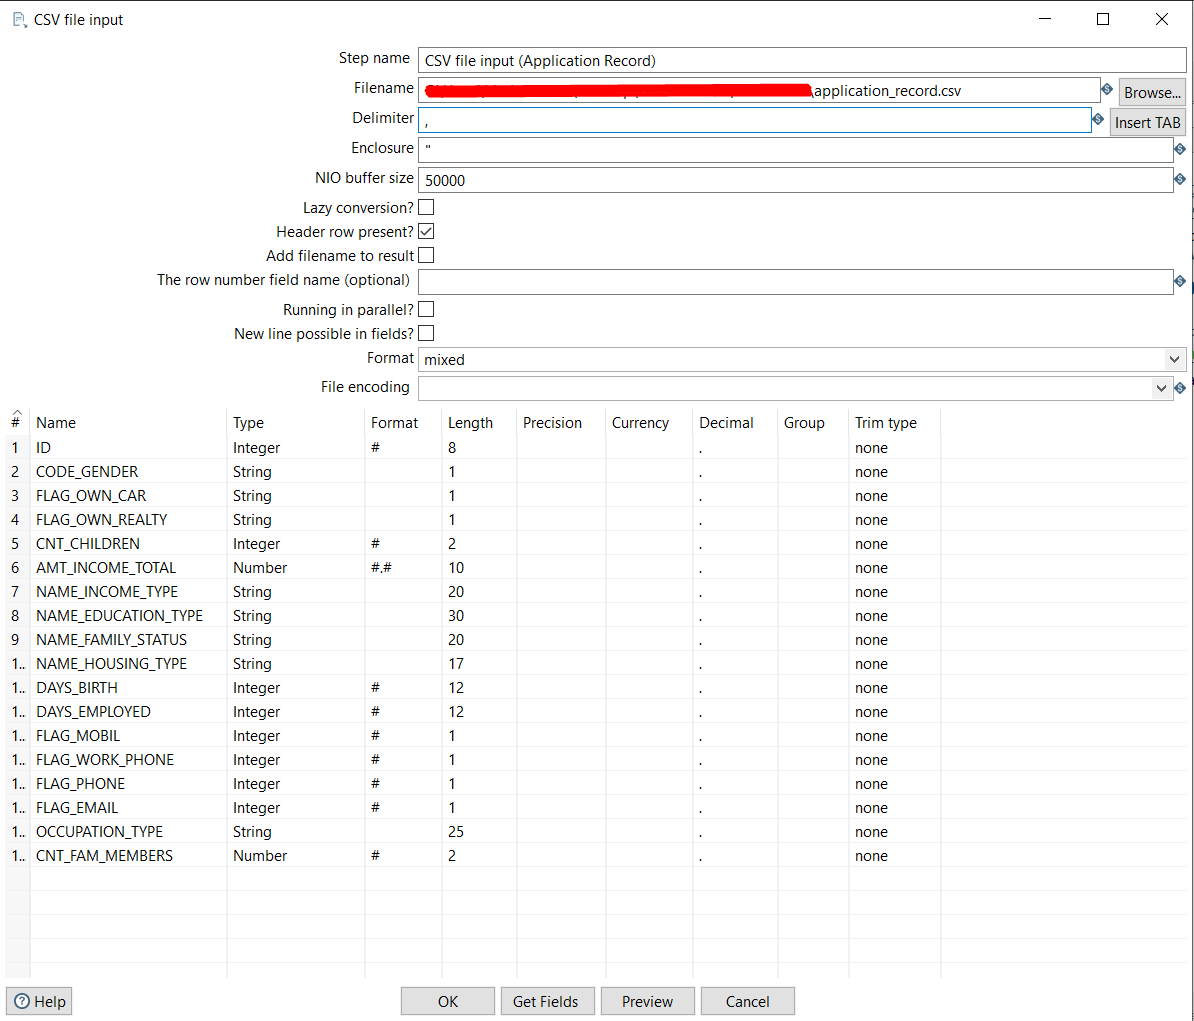 CSV file input
Step name CSV file input (Application Record)
Filename \application_record.csv Browse...
Delimiter , Insert TAB
Enclosure "
NIO buffer size 50000
Lazy conversion?
Header row present?
Add filename to result
The row number field name (optional)
Running in parallel?
New line possible in fields?
Format mixed
File encoding
# Name Type Format Length Precision Currency Decimal Group Trim type
1 ID Integer # 8 . none
2 CODE_GENDER String 1 . none
3 FLAG_OWN_CAR String 1 . none
4 FLAG_OWN_REALTY String 1 . none
5 CNT_CHILDREN Integer # 2 . none
6 AMT_INCOME_TOTAL Number #.# 10 . none
7 NAME_INCOME_TYPE String 20 . none
8 NAME_EDUCATION_TYPE String 30 . none
9 NAME_FAMILY_STATUS String 20 . none
1.. NAME_HOUSING_TYPE String 17 . none
1.. DAYS_BIRTH Integer # 12 . none
1.. DAYS_EMPLOYED Integer # 12 . none
1.. FLAG_MOBIL Integer # 1 . none
1.. FLAG_WORK_PHONE Integer # 1 . none
1.. FLAG_PHONE Integer # 1 . none
1.. FLAG_EMAIL Integer # 1 . none
1.. OCCUPATION_TYPE String 25 . none
1.. CNT_FAM_MEMBERS Number # 2 . none
Help OK Get Fields Preview Cancel